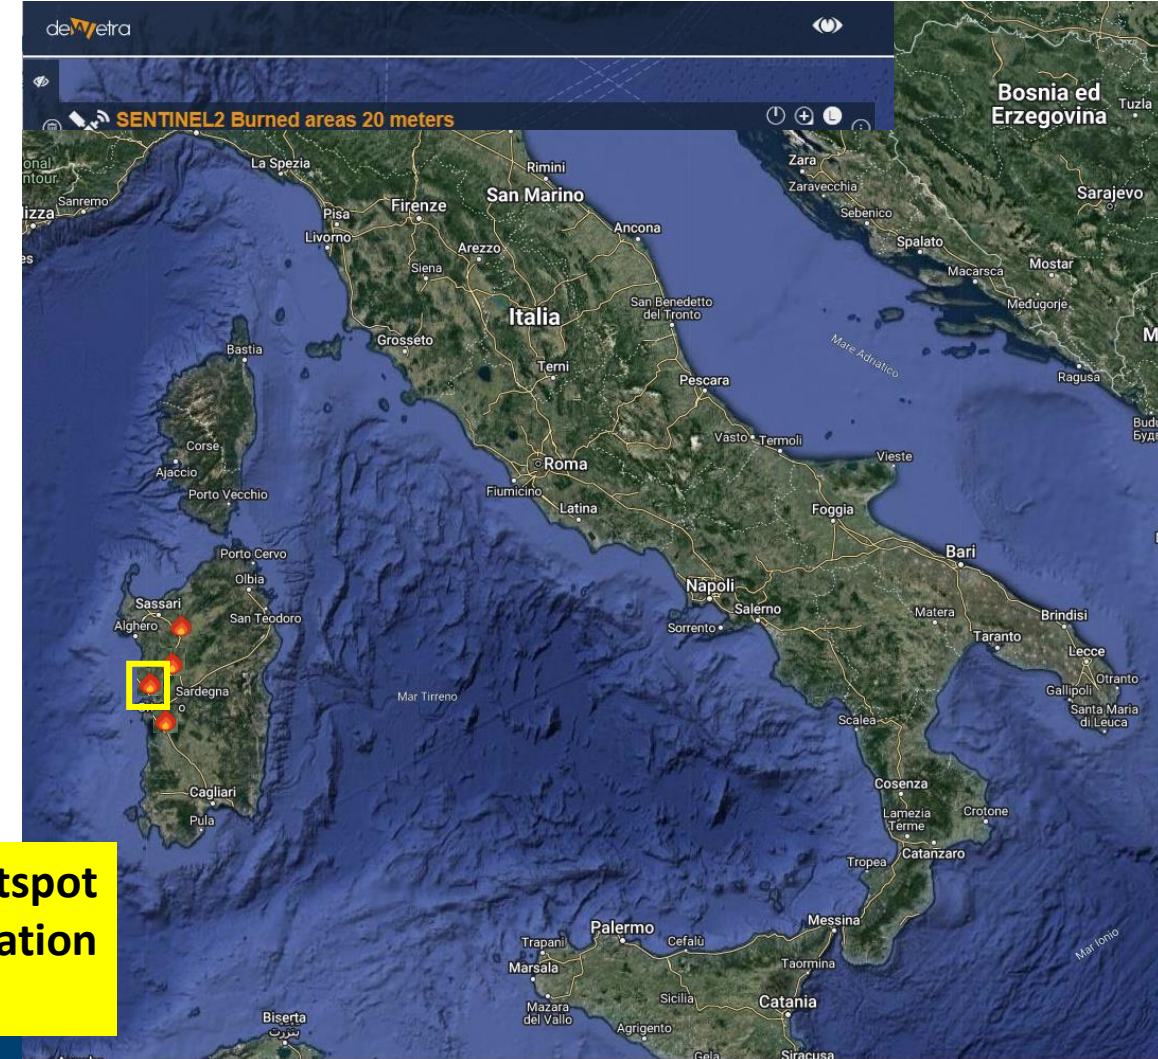 dewetra
SENTINEL2 Burned areas 20 meters
L
Bosnia ed
Erzegovina
Tuzla
La Spezia
Rimini
Zara
Zaravecchia
Sanremo
San Marino
Sarajevo
Pisa
Firenze
Sebenico
Livorno
Ancona
Arezzo
Spalato
Siena
Macarsca
Mostar
San Benedetto
del Tronto
Međugorje
Italia
Grosseto
Bastia
Mare Adriatico
Terni
Ragusa
Pescara
Corse
Vasto
Termoli
Ajaccio
Roma
Vieste
Fiumicino
Porto Vecchio
Latina
Foggia
Porto Cervo
Bari
Olbia
Napoli
Sassari
San Teodoro
Salerno
Matera
Brindisi
Alghero
Sorrento
Taranto
Lecce
Sardegna
Mar Tirreno
Otranto
Gallipoli
Santa Maria
di Leuca
Scalea
Cosenza
Cagliari
Crotone
Pula
Lamezia
Terme
Catanzaro
Tropea
tspot
ation
Messina
Palermo
Cefalù
Trapani
Mar Ionio
Marsala
Taormina
Mazara
del Vallo
Sicilia
Catania
Biserta
بنزرت
Agrigento
Gela
Siracusa